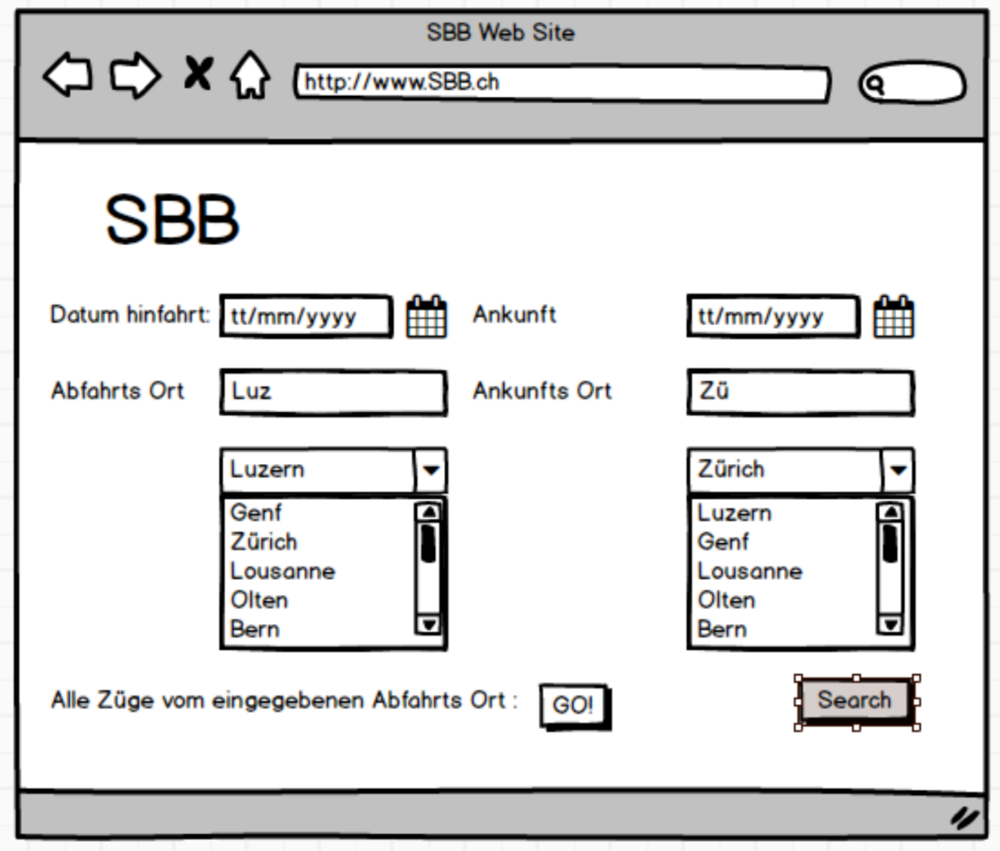 SBB Web Site
http://www.SBB.ch
SBB
Datum hinfahrt: tt/mm/yyyy Ankunft tt/mm/yyyy
Abfahrts Ort Luz Ankunfts Ort Zü
Luzern Zürich
Genf Luzern
Zürich Genf
Lousanne Lousanne
Olten Olten
Bern Bern
Alle Züge vom eingegebenen Abfahrts Ort : GO! Search